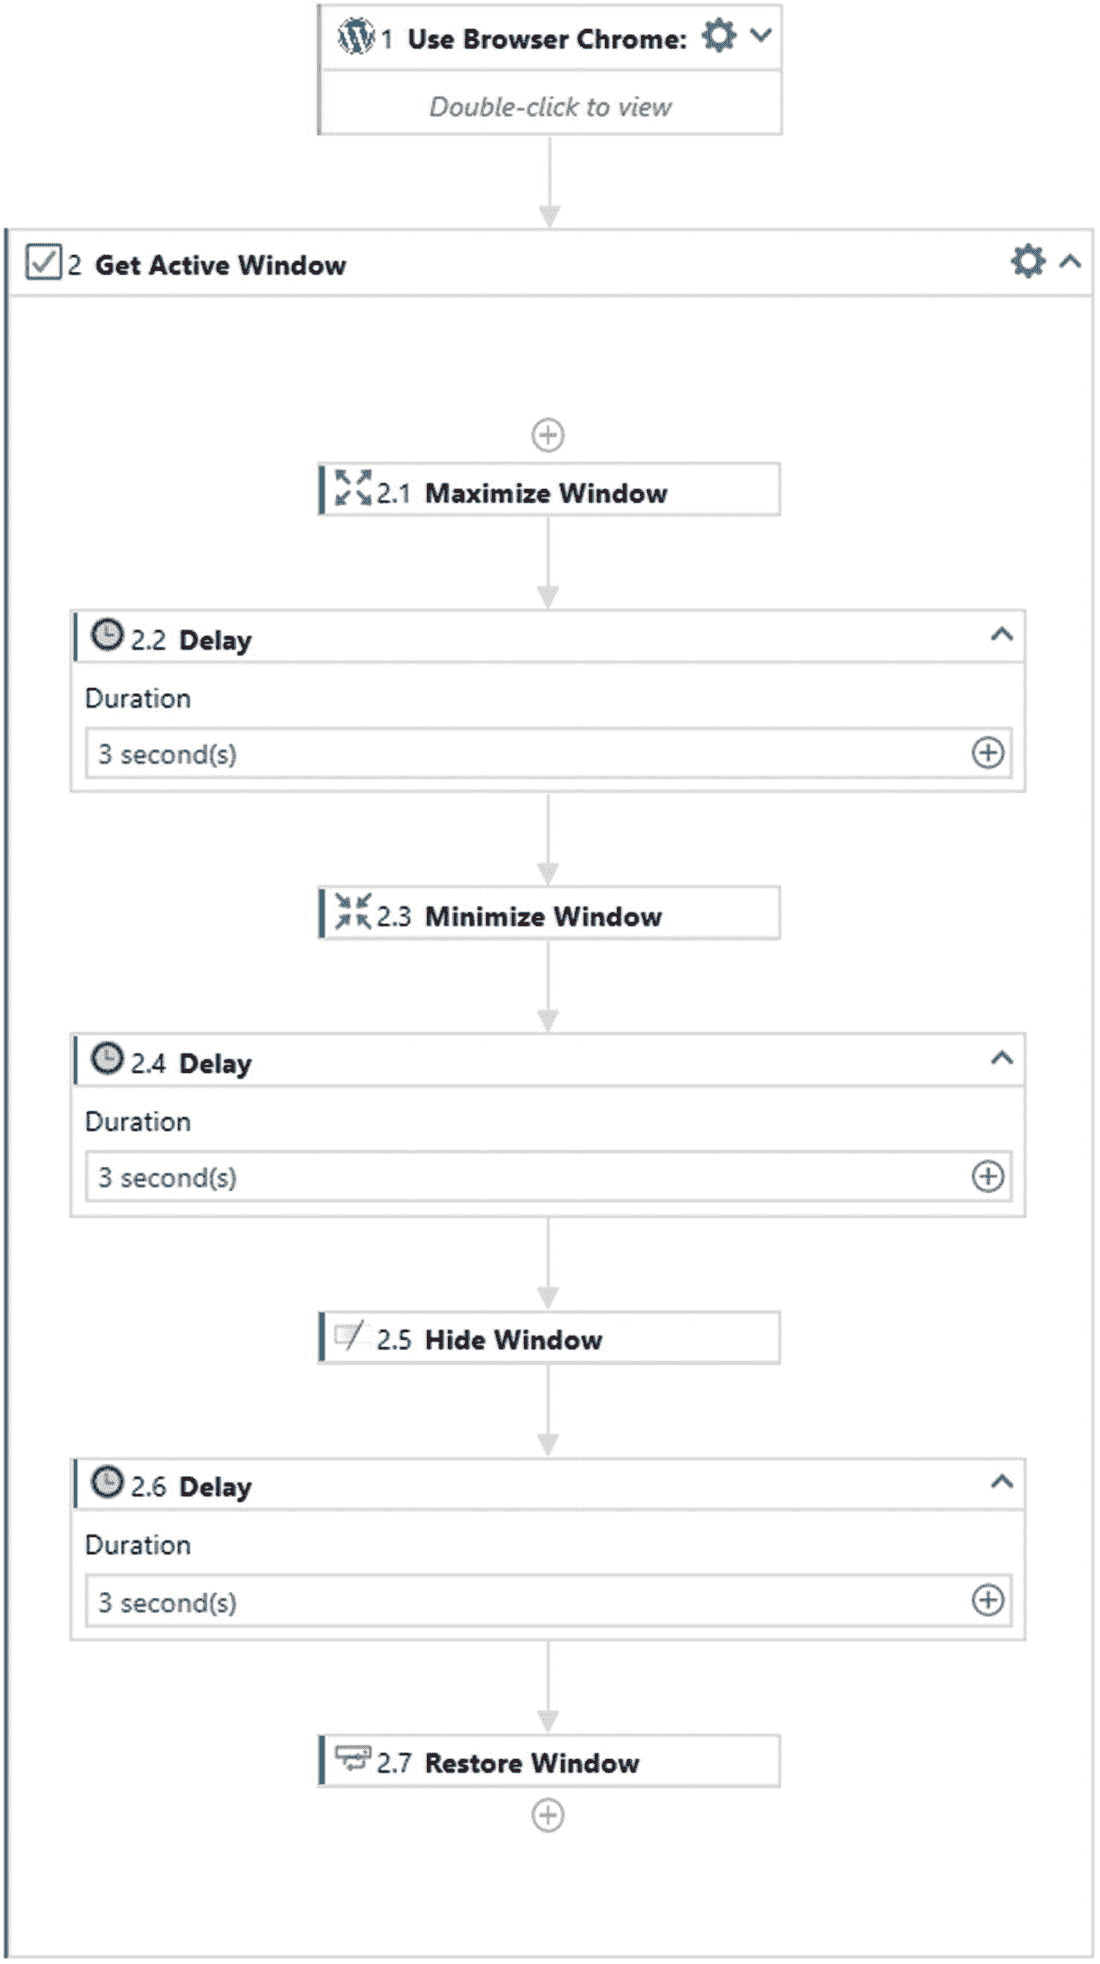 1 Use Browser Chrome:
Double-click to view
2 Get Active Window
2.1 Maximize Window
2.2 Delay
Duration
3 second(s)
2.3 Minimize Window
2.4 Delay
Duration
3 second(s)
2.5 Hide Window
2.6 Delay
Duration
3 second(s)
2.7 Restore Window